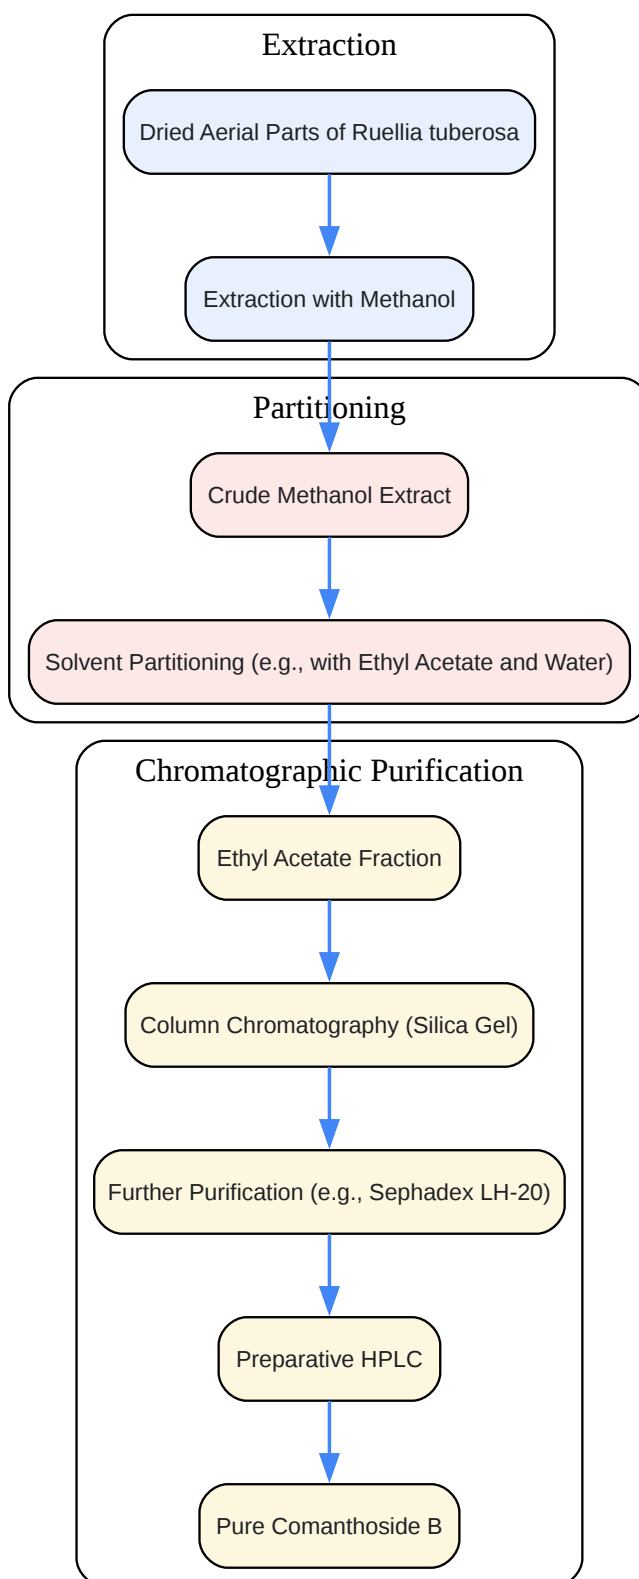 Extraction
Dried Aerial Parts of Ruellia tuberosa
Extraction with Methanol
Partitioning
Crude Methanol Extract
Solvent Partitioning (e.g., with Ethyl Acetate and Water)
Chromatographic Purification
Ethyl Acetate Fraction
Column Chromatography (Silica Gel)
Further Purification (e.g., Sephadex LH-20)
Preparative HPLC
Pure Comanthoside B